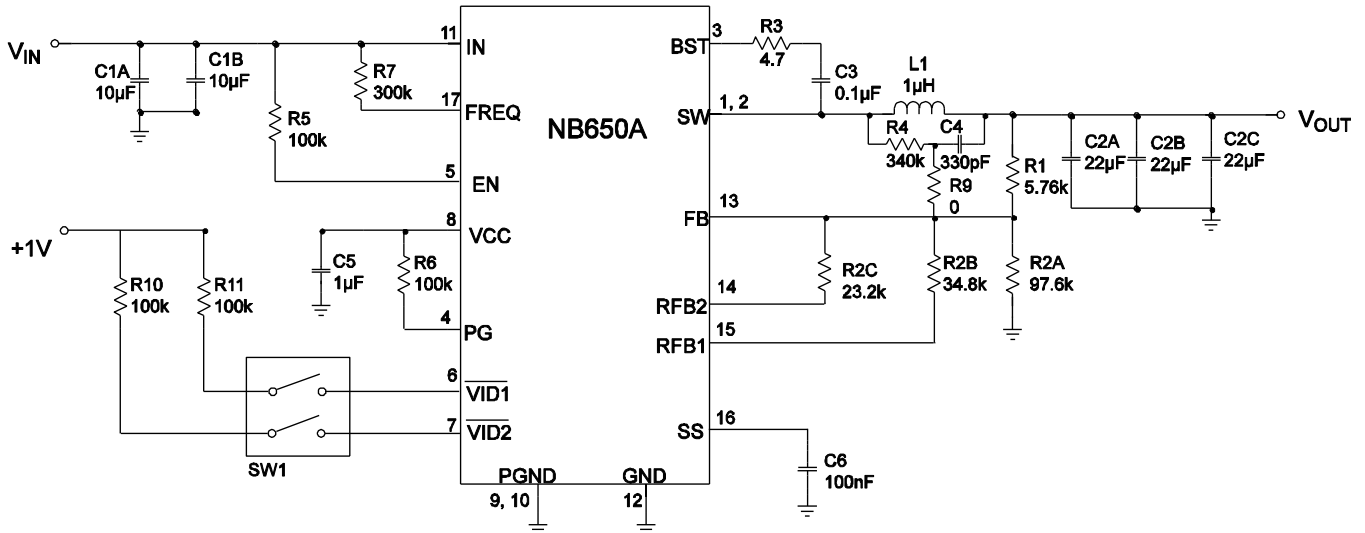 V_IN
C1A
10µF
C1B
10µF
R7
300k
R5
100k
11
IN
17
FREQ
5
EN
8
VCC
+1V
R10
100k
R11
100k
C5
1µF
R6
100k
4
PG
6
VID1
7
VID2
SW1
NB650A
PGND
9, 10
GND
12
3
BST
R3
4.7
C3
0.1µF
1, 2
SW
L1
1µH
R4
340k
C4
330pF
R9
0
R1
5.76k
C2A
22µF
C2B
22µF
C2C
22µF
V_OUT
13
FB
R2C
23.2k
R2B
34.8k
R2A
97.6k
14
RFB2
15
RFB1
16
SS
C6
100nF